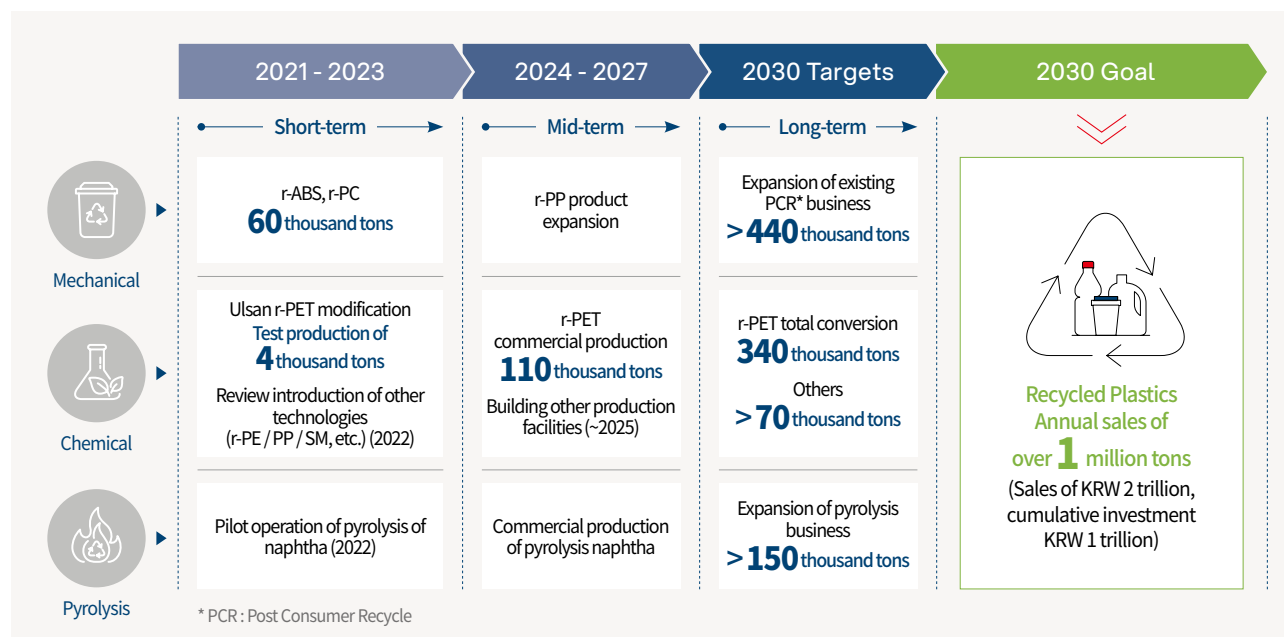 2021 - 2023
2024 - 2027
2030 Targets
2030 Goal
Short-term
Mid-term
Long-term
Mechanical
r-ABS, r-PC
60 thousand tons
r-PP product
expansion
Expansion of existing
PCR* business
> 440 thousand tons
Chemical
Ulsan r-PET modification
Test production of
4 thousand tons
Review introduction of other
technologies
(r-PE / PP / SM, etc.) (2022)
r-PET
commercial production
110 thousand tons
Building other production
facilities (~2025)
r-PET total conversion
340 thousand tons
Others
> 70 thousand tons
Pyrolysis
Pilot operation of pyrolysis of
naphtha (2022)
Commercial production
of pyrolysis naphtha
Expansion of pyrolysis
business
> 150 thousand tons
Recycled Plastics
Annual sales of
over 1 million tons
(Sales of KRW 2 trillion,
cumulative investment
KRW 1 trillion)
* PCR : Post Consumer Recycle